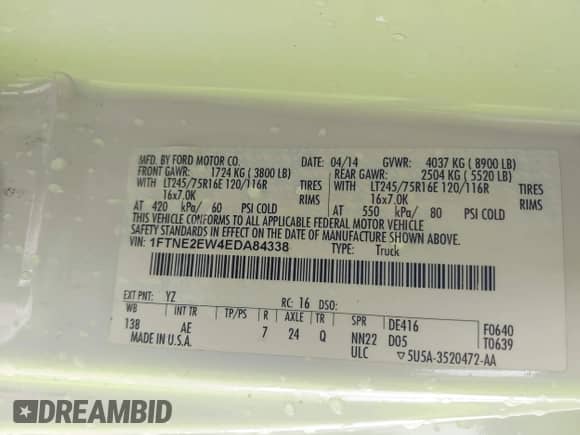 MFD. BY FORD MOTOR CO. DATE: 04/14 GVWR: 4037 KG ( 8900 LB)
FRONT GAWR: 1724 KG ( 3800 LB) REAR GAWR: 2504 KG ( 5520 LB)
WITH LT245/75R16E 120/116R TIRES WITH LT245/75R16E 120/116R TIRES
16x7.0K RIMS 16x7.0K RIMS
AT 420 kPa/ 60 PSI COLD AT 550 kPa/ 80 PSI COLD
THIS VEHICLE CONFORMS TO ALL APPLICABLE FEDERAL MOTOR VEHICLE
SAFETY STANDARDS IN EFFECT ON THE DATE OF MANUFACTURE SHOWN ABOVE.
VIN: 1FTNE2EW4EDA84338 TYPE: Truck
EXT PNT: YZ RC: 16 DSO:
WB INT TR TP/PS R AXLE TR SPR DE416 F0640
138 AE 7 24 Q NN22 D05 T0639
MADE IN U.S.A. ULC ▽5U5A-3520472-AA
DREAMBID